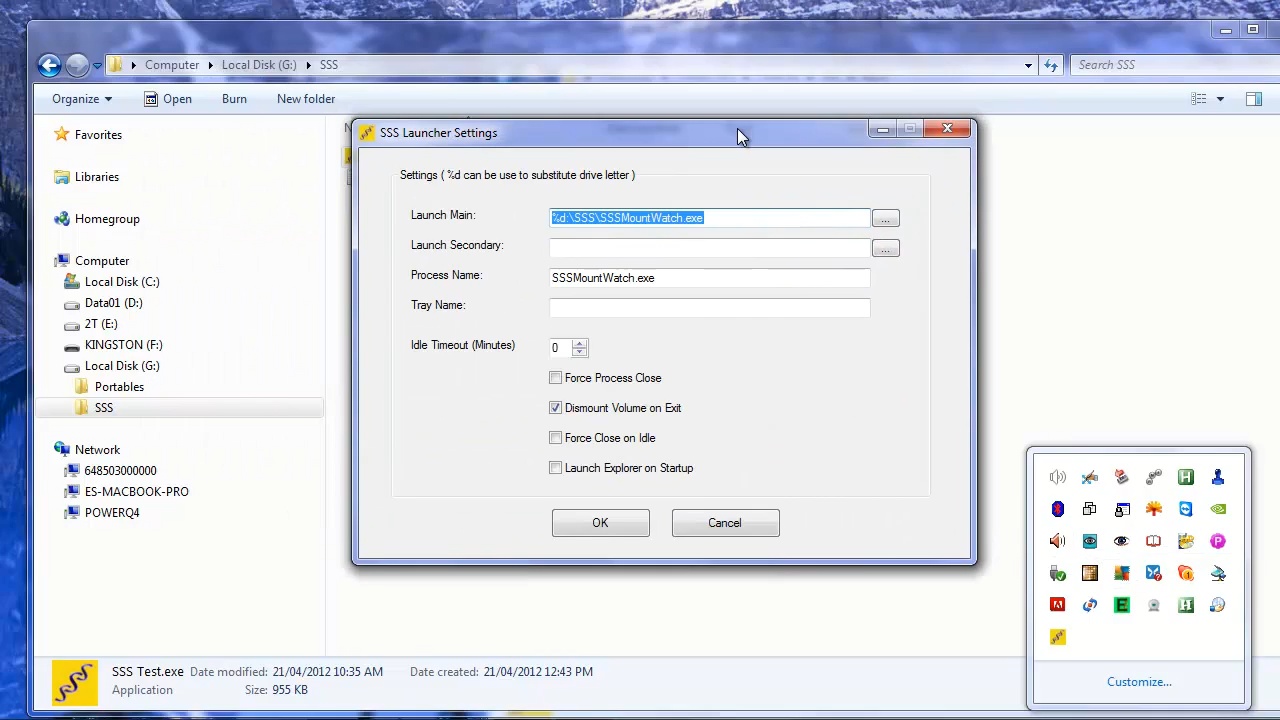 Computer
Local Disk (G:)
SSS
Search SSS
Organize
Open
Burn
New folder
Favorites
Libraries
Homegroup
Computer
Local Disk (C:)
Data01 (D:)
2T (E:)
KINGSTON (F:)
Local Disk (G:)
Portables
SSS
Network
648503000000
ES-MACBOOK-PRO
POWERQ4
SSS Launcher Settings
Settings ( %d can be use to substitute drive letter )
Launch Main:
%d:\SSS\SSSMountWatch.exe
...
Launch Secondary:
...
Process Name:
SSSMountWatch.exe
Tray Name:
Idle Timeout (Minutes)
0
Force Process Close
Dismount Volume on Exit
Force Close on Idle
Launch Explorer on Startup
OK
Cancel
Customize...
SSS Test.exe Date modified: 21/04/2012 10:35 AM Date created: 21/04/2012 12:43 PM
Application Size: 955 KB